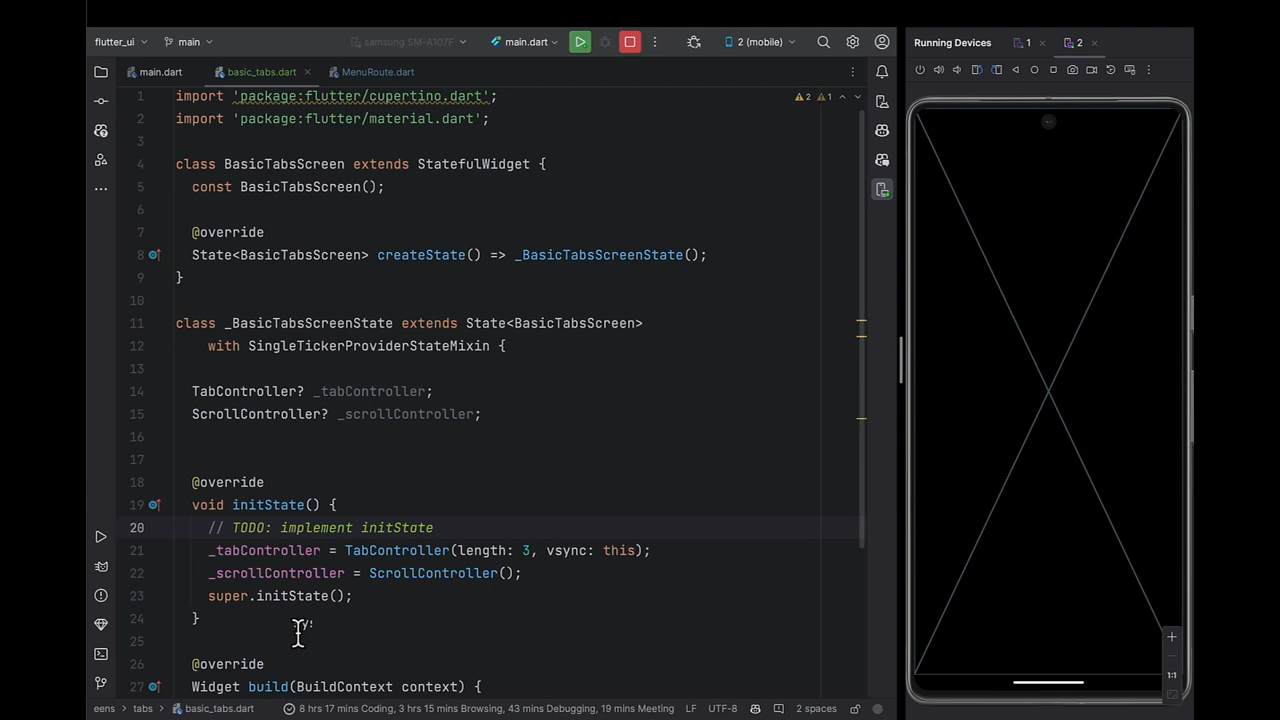 flutter_ui
main
samsung SM-A107F
main.dart
2 (mobile)
Running Devices
1
2
main.dart
basic_tabs.dart
MenuRoute.dart
2
1
1 import 'package:flutter/cupertino.dart';
2 import 'package:flutter/material.dart';
3
4 class BasicTabsScreen extends StatefulWidget {
5 const BasicTabsScreen();
6
7 @override
8 State<BasicTabsScreen> createState() => _BasicTabsScreenState();
9 }
10
11 class _BasicTabsScreenState extends State<BasicTabsScreen>
12 with SingleTickerProviderStateMixin {
13
14 TabController? _tabController;
15 ScrollController? _scrollController;
16
17
18 @override
19 void initState() {
20 // TODO: implement initState
21 _tabController = TabController(length: 3, vsync: this);
22 _scrollController = ScrollController();
23 super.initState();
24 }
25
26 @override
27 Widget build(BuildContext context) {
1:1
eens
tabs
basic_tabs.dart
8 hrs 17 mins Coding, 3 hrs 15 mins Browsing, 43 mins Debugging, 19 mins Meeting
LF
UTF-8
2 spaces